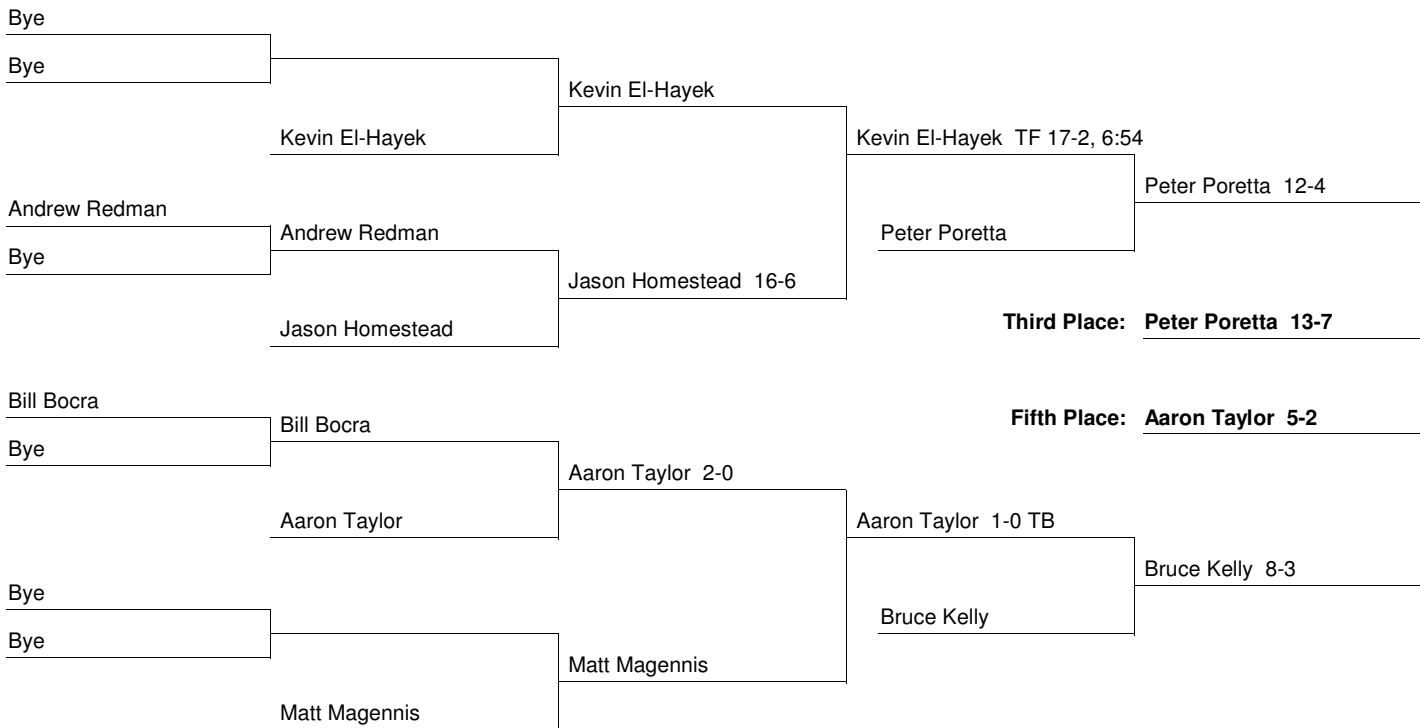 Bye
Bye
Kevin El-Hayek
Kevin El-Hayek
Kevin El-Hayek TF 17-2, 6:54
Peter Poretta 12-4
Andrew Redman
Andrew Redman
Peter Poretta
Bye
Jason Homestead 16-6
Jason Homestead
Third Place: Peter Poretta 13-7
Bill Bocra
Bill Bocra
Fifth Place: Aaron Taylor 5-2
Bye
Aaron Taylor 2-0
Aaron Taylor
Aaron Taylor 1-0 TB
Bruce Kelly 8-3
Bye
Bruce Kelly
Bye
Matt Magennis
Matt Magennis